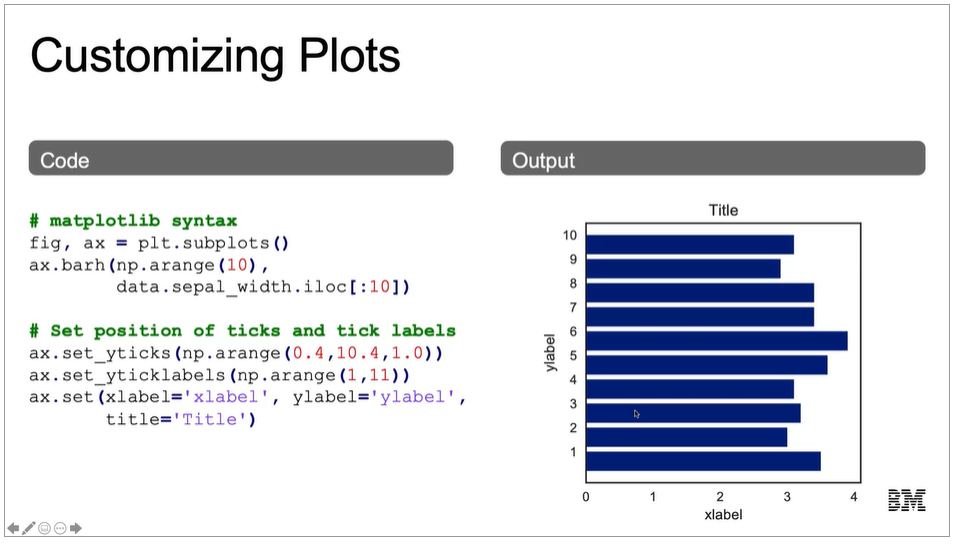 Customizing Plots
Code
Output
# matplotlib syntax
fig, ax = plt.subplots()
ax.barh(np.arange(10),
        data.sepal_width.iloc[:10])
# Set position of ticks and tick labels
ax.set_yticks(np.arange(0.4,10.4,1.0))
ax.set_yticklabels(np.arange(1,11))
ax.set(xlabel='xlabel', ylabel='ylabel',
       title='Title')
Title
10
9
8
7
6
5
4
3
2
1
ylabel
0 1 2 3 4
xlabel
IBM